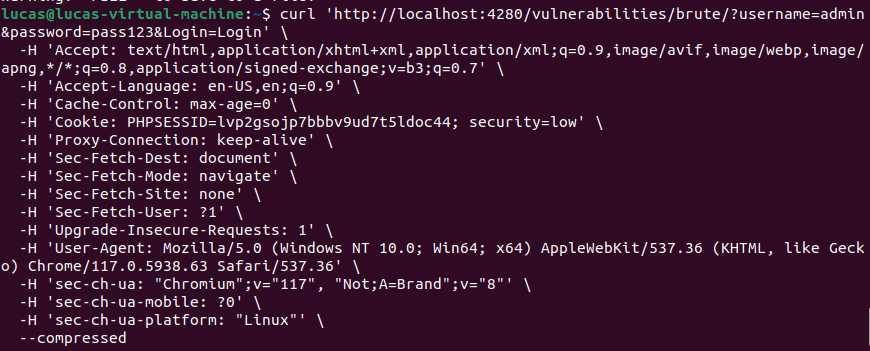 lucas@lucas-virtual-machine:~$ curl 'http://localhost:4280/vulnerabilities/brute/?username=admin
&password=pass123&Login=Login' \
  -H 'Accept: text/html,application/xhtml+xml,application/xml;q=0.9,image/avif,image/webp,image/
apng,*/*;q=0.8,application/signed-exchange;v=b3;q=0.7' \
  -H 'Accept-Language: en-US,en;q=0.9' \
  -H 'Cache-Control: max-age=0' \
  -H 'Cookie: PHPSESSID=lvp2gsojp7bbbv9ud7t5ldoc44; security=low' \
  -H 'Proxy-Connection: keep-alive' \
  -H 'Sec-Fetch-Dest: document' \
  -H 'Sec-Fetch-Mode: navigate' \
  -H 'Sec-Fetch-Site: none' \
  -H 'Sec-Fetch-User: ?1' \
  -H 'Upgrade-Insecure-Requests: 1' \
  -H 'User-Agent: Mozilla/5.0 (Windows NT 10.0; Win64; x64) AppleWebKit/537.36 (KHTML, like Geck
o) Chrome/117.0.5938.63 Safari/537.36' \
  -H 'sec-ch-ua: "Chromium";v="117", "Not;A=Brand";v="8"' \
  -H 'sec-ch-ua-mobile: ?0' \
  -H 'sec-ch-ua-platform: "Linux"' \
  --compressed